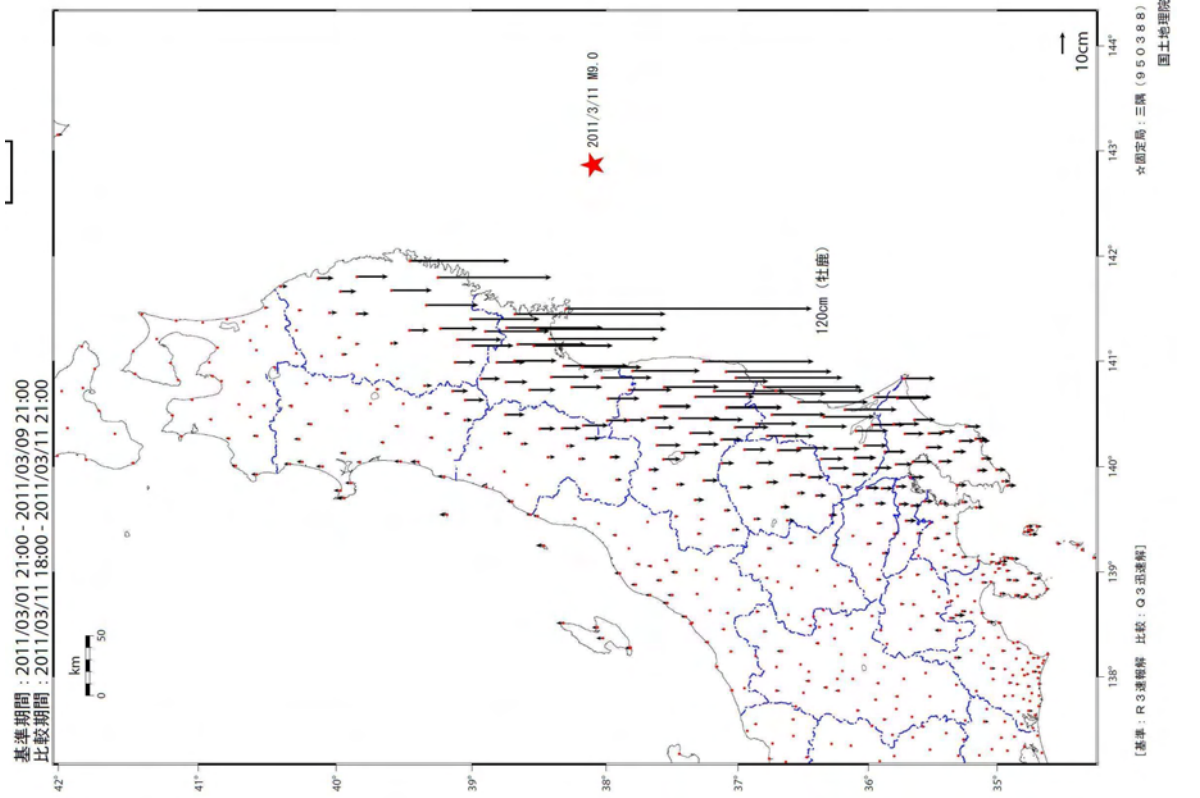 基準期間：2011/03/01 21:00 - 2011/03/09 21:00
比較期間：2011/03/11 18:00 - 2011/03/11 21:00
km
0 50
42°
41°
40°
39°
38°
37°
36°
35°
2011/3/11 M9.0
120cm（牡鹿）
10cm
138° 139° 140° 141° 142° 143° 144°
[基準：Ｒ３速報解 比較：Ｑ３迅速解]
☆固定局：三隅（９５０３８８）
国土地理院